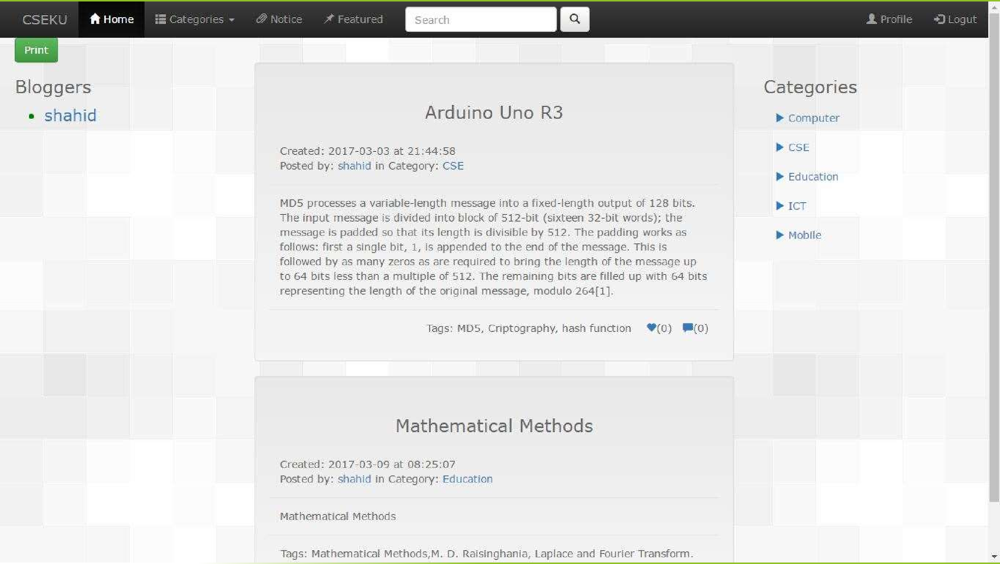 CSEKU Home Categories Notice Featured Search Profile Logut
Print
Bloggers
shahid
Arduino Uno R3
Created: 2017-03-03 at 21:44:58
Posted by: shahid in Category: CSE
MD5 processes a variable-length message into a fixed-length output of 128 bits.
The input message is divided into block of 512-bit (sixteen 32-bit words); the
message is padded so that its length is divisible by 512. The padding works as
follows: first a single bit, 1, is appended to the end of the message. This is
followed by as many zeros as are required to bring the length of the message up
to 64 bits less than a multiple of 512. The remaining bits are filled up with 64 bits
representing the length of the original message, modulo 264[1].
Tags: MD5, Criptography, hash function (0) (0)
Mathematical Methods
Created: 2017-03-09 at 08:25:07
Posted by: shahid in Category: Education
Mathematical Methods
Tags: Mathematical Methods,M. D. Raisinghania, Laplace and Fourier Transform.
Categories
Computer
CSE
Education
ICT
Mobile